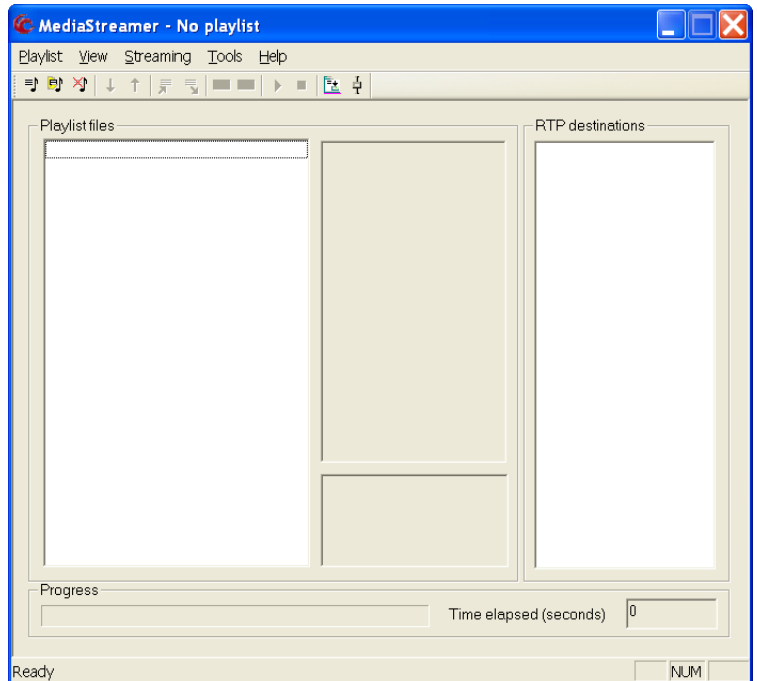 MediaStreamer - No playlist
Playlist View Streaming Tools Help
Playlist files
RTP destinations
Progress
Time elapsed (seconds) 0
Ready NUM